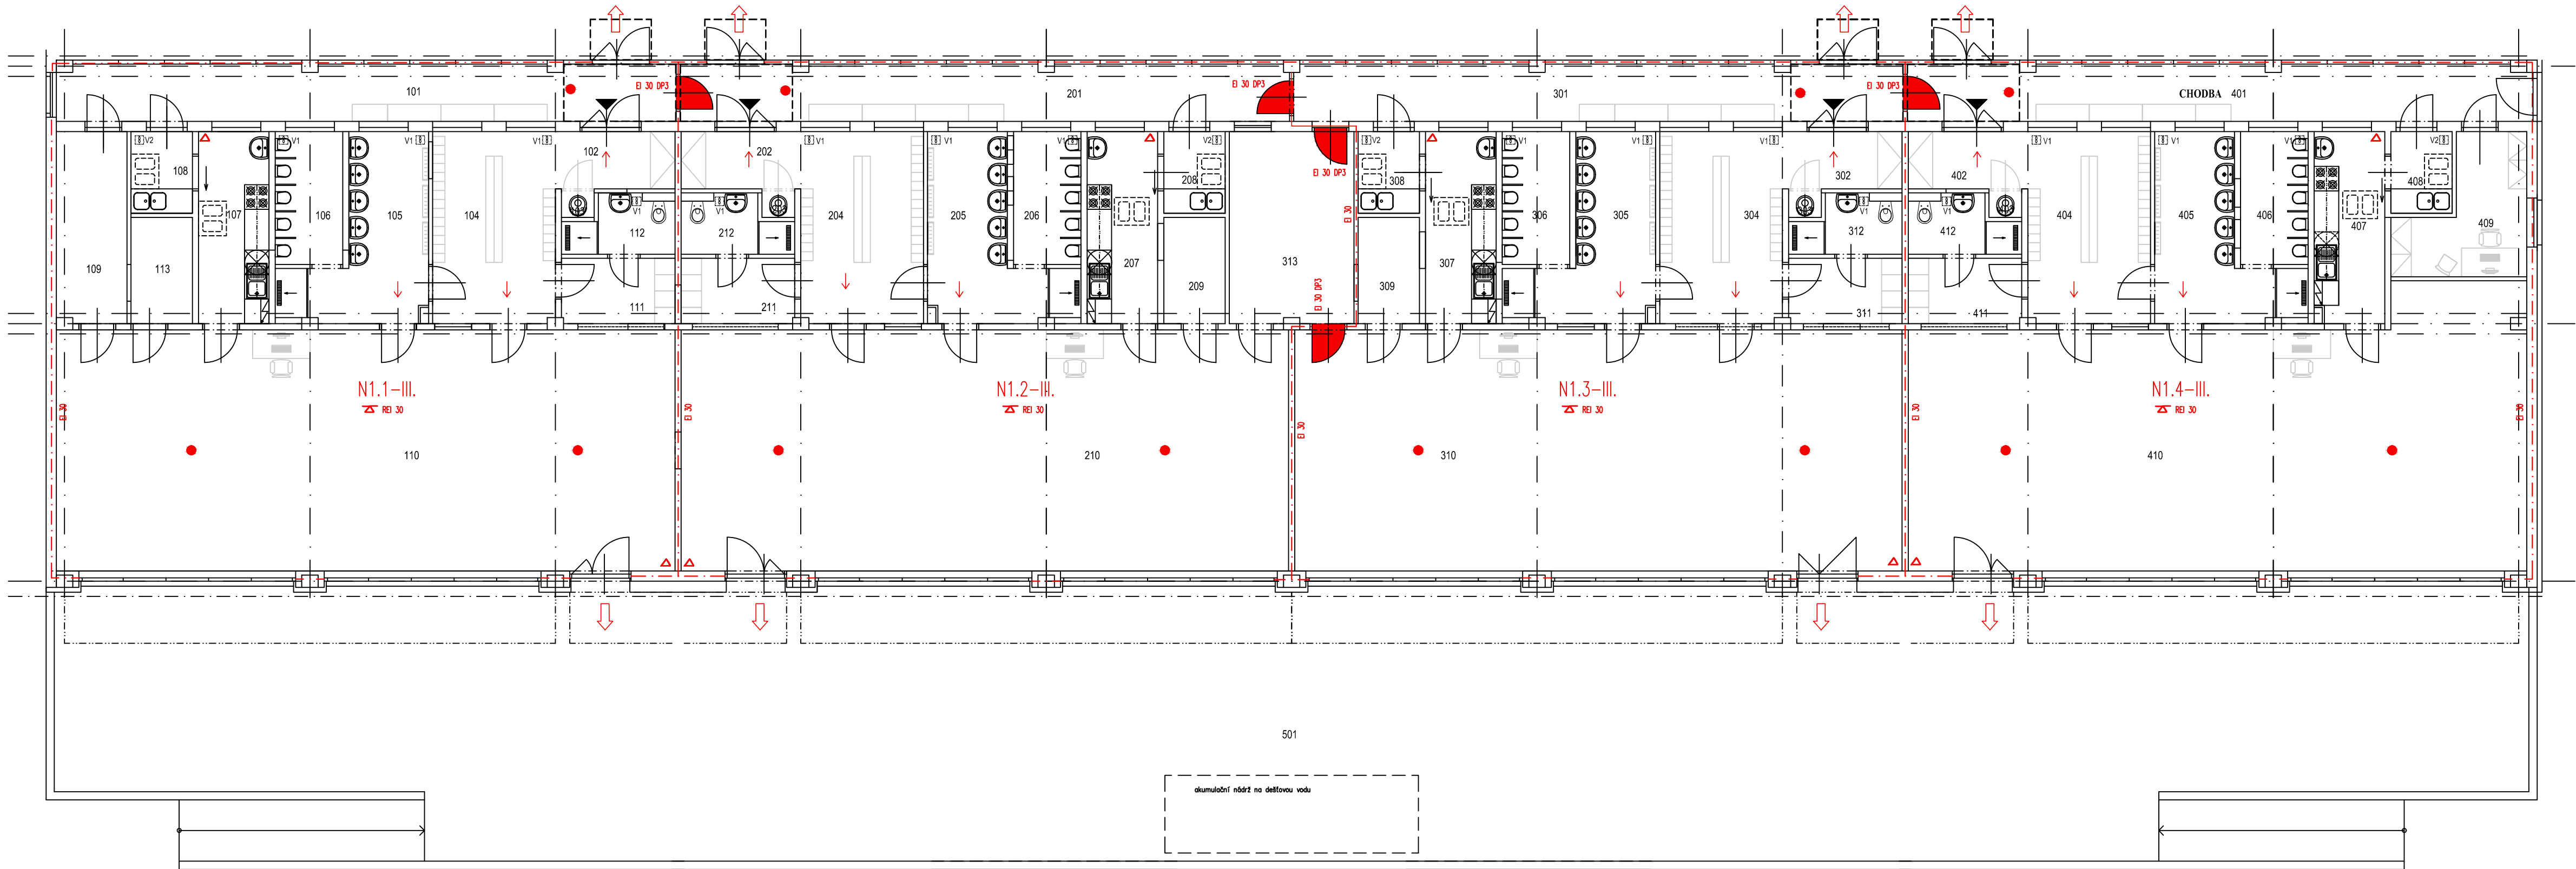 101
EI 30 DP3
201
EI 30 DP3
301
EI 30 DP3
CHODBA 401
V2
V1
V1
V1
V1
V1
V1
V2
V2
V1
V1
V1
V1
V1
V1
V2
108
102
202
208
EI 30 DP3
308
302
402
408
107
106
105
104
V1
V1
204
205
206
EI 30
306
305
304
V1
V1
404
405
406
407
409
112
212
312
412
109
113
207
313
307
209
EI 30 DP3
309
111
211
311
411
N1.1-III.
REI 30
N1.2-III.
REI 30
N1.3-III.
REI 30
N1.4-III.
REI 30
EI 30
EI 30
EI 30
EI 30
EI 30
110
210
310
410
501
akumulační nádrž na dešťovou vodu